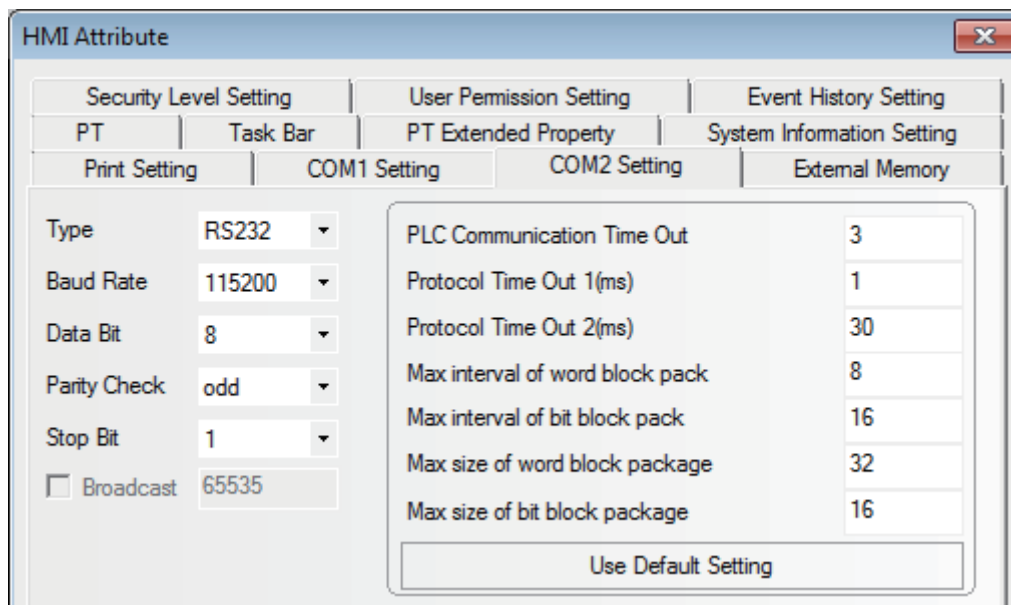 HMI Attribute
Security Level Setting User Permission Setting Event History Setting
PT Task Bar PT Extended Property System Information Setting
Print Setting COM1 Setting COM2 Setting External Memory
Type RS232
Baud Rate 115200
Data Bit 8
Parity Check odd
Stop Bit 1
Broadcast 65535
PLC Communication Time Out 3
Protocol Time Out 1(ms) 1
Protocol Time Out 2(ms) 30
Max interval of word block pack 8
Max interval of bit block pack 16
Max size of word block package 32
Max size of bit block package 16
Use Default Setting